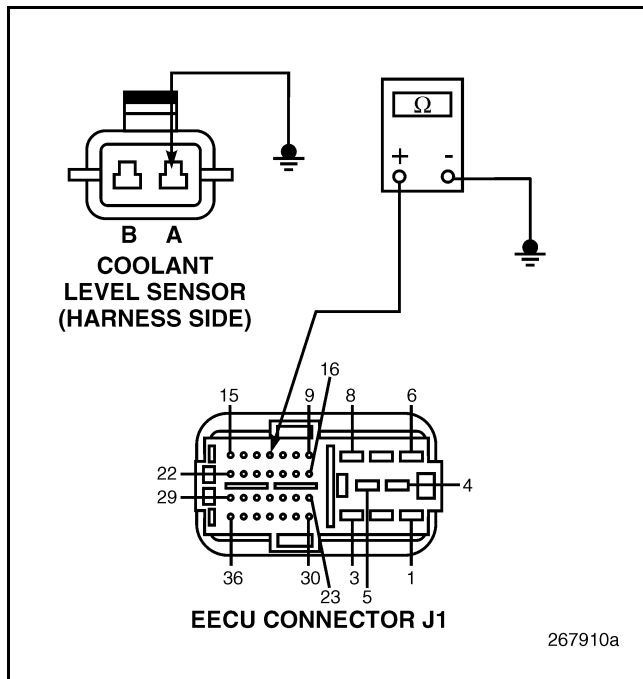 Ω
+ -
B A
COOLANT
LEVEL SENSOR
(HARNESS SIDE)
16
15 9 8 6
22
29 4
36 30 3 1
23 5
EECU CONNECTOR J1
267910a